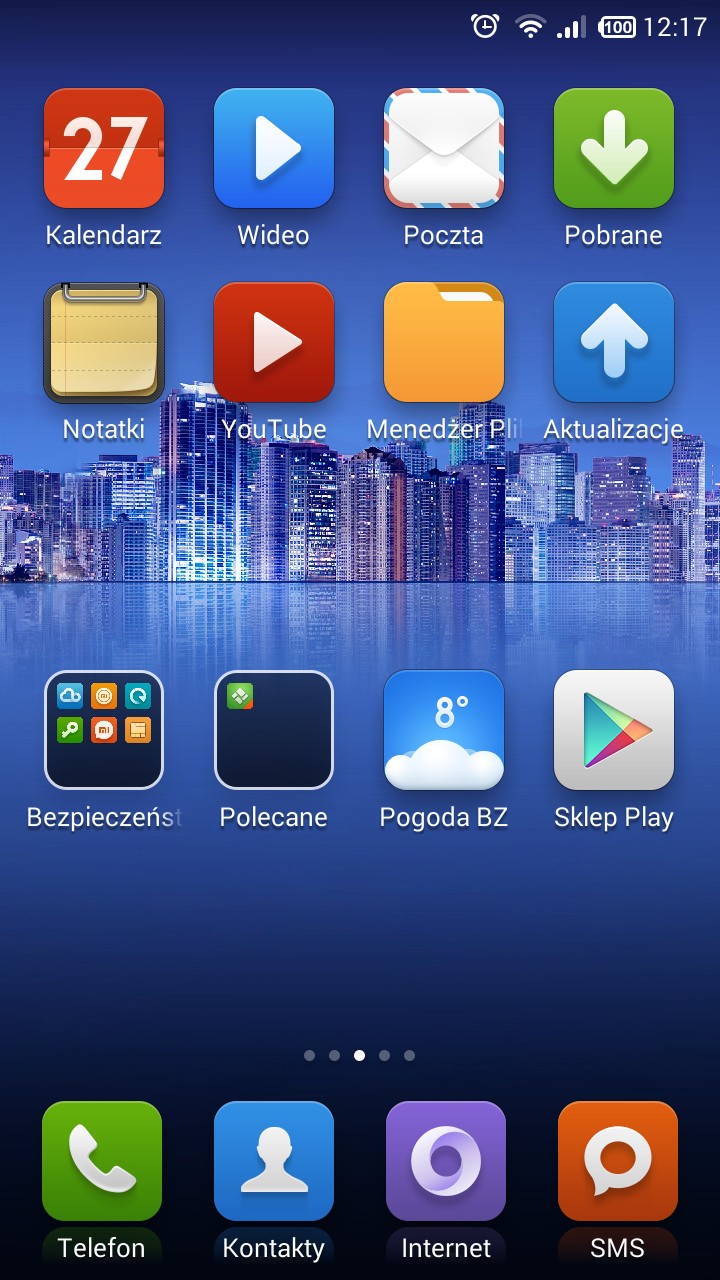 100 12:17
27
Kalendarz Wideo Poczta Pobrane
Notatki YouTube Menedżer Pli Aktualizacje
8°
Bezpieczeńst Polecane Pogoda BZ Sklep Play
Telefon Kontakty Internet SMS